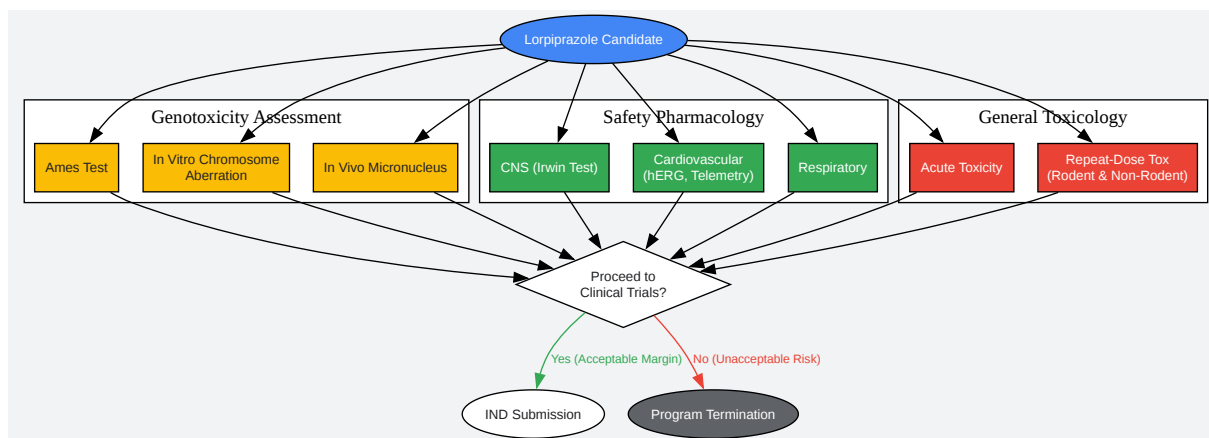 Lorpiprazole Candidate
Genotoxicity Assessment
Safety Pharmacology
General Toxicology
Ames Test
In Vitro Chromosome
Aberration
In Vivo Micronucleus
CNS (Irwin Test)
Cardiovascular
(hERG, Telemetry)
Respiratory
Acute Toxicity
Repeat-Dose Tox
(Rodent & Non-Rodent)
Proceed to
Clinical Trials?
Yes (Acceptable Margin)
No (Unacceptable Risk)
IND Submission
Program Termination